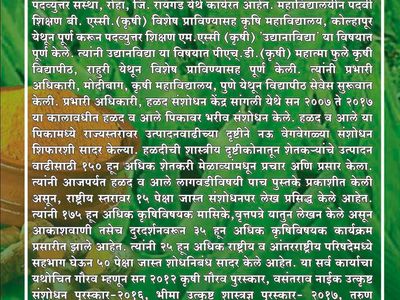 पदव्युत्तर संस्था, रोहा, जि. रायगड येथे कार्यरत आहेत. महाविद्यालयीन पदवी
शिक्षण बी. एस्सी.(कृषी) विशेष प्राविण्यासह कृषि महाविद्यालय, कोल्हापूर
येथून पूर्ण करून पदव्युत्तर शिक्षण एम.एस्सी (कृषी) 'उद्यानविद्या' या विषयात
पूर्ण केले. त्यांनी उद्यानविद्या या विषयात पीएच.डी.(कृषी) महात्मा फुले कृषी
विद्यापीठ, राहुरी येथून विशेष प्राविण्यासह पूर्ण केली. त्यांनी प्रभारी
अधिकारी, मोदीबाग, कृषी महाविद्यालय, पुणे येथून विद्यापीठ सेवेस सुरूवात
केली. प्रभारी अधिकारी, हळद संशोधन केंद्र सांगली येथे सन २००७ ते २०१७
या कालावधीत हळद व आले पिकावर भरीव संशोधन केले. हळद व आले या
पिकामध्ये राज्यस्तरावर उत्पादनवाढीच्या दृष्टीने नऊ वेगवेगळ्या संशोधन
शिफारशी सादर केल्या. हळदीची शास्त्रीय दृष्टीकोनातून शेतकऱ्यांचे उत्पादन
वाढीसाठी १५० हून अधिक शेतकरी मेळाव्यामधून प्रचार अणि प्रसार केला.
त्यांनी आजपर्यंत हळद व आले लागवडीविषयी पाच पुस्तके प्रकाशीत केली
असून, राष्ट्रीय स्तरावर १५ पेक्षा जास्त संशोधनपर लेख प्रसिद्ध केले आहेत.
त्यांनी १७५ हून अधिक कृषिविषयक मासिके,वृत्तपत्रे यातुन लेखन केले असून
आकाशवाणी तसेच दुरदर्शनवरून ३५ हून अधिक कृषिविषयक कार्यक्रम
प्रसारीत झाले आहेत. त्यांनी २५ हून अधिक राष्ट्रीय व आंतरराष्ट्रीय परिषदेमध्ये
सहभाग घेऊन ५० पेक्षा जास्त शोधनिबंध सादर केले आहेत. या सर्व कार्याचा
यथोचित गौरव म्हणून सन २०१२ कृषी गौरव पुरस्कार, वसंतराव नाईक उत्कृष्ट
संशोधन पुरस्कार-२०१६, भीमा उत्कृष्ट शास्त्रज्ञ पुरस्कार- २०१७, तरुण